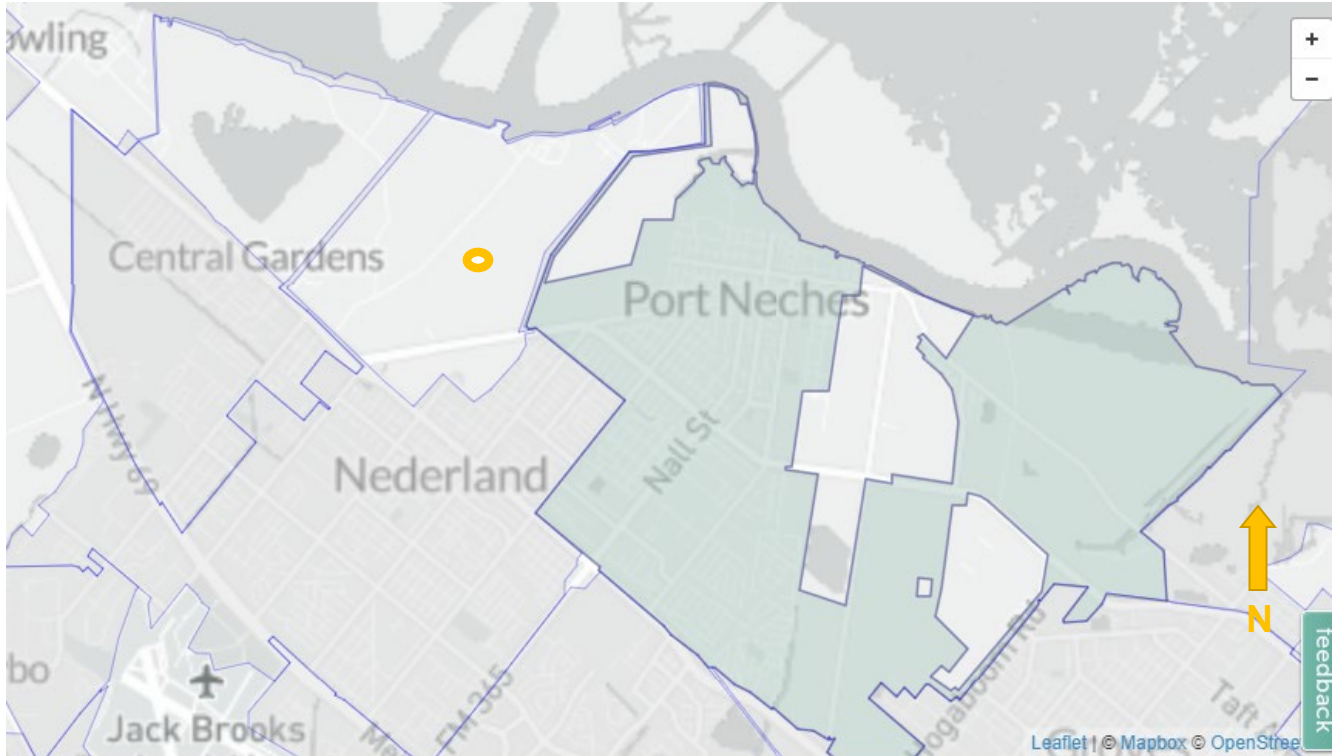 owling
+
−
Central Gardens
Port Neches
N Hwy 69
Nall St
Nederland
N
feedback
FM 365
Hogaboom Rd
rbo
Jack Brooks
Taft A
Leaflet | © Mapbox © OpenStree